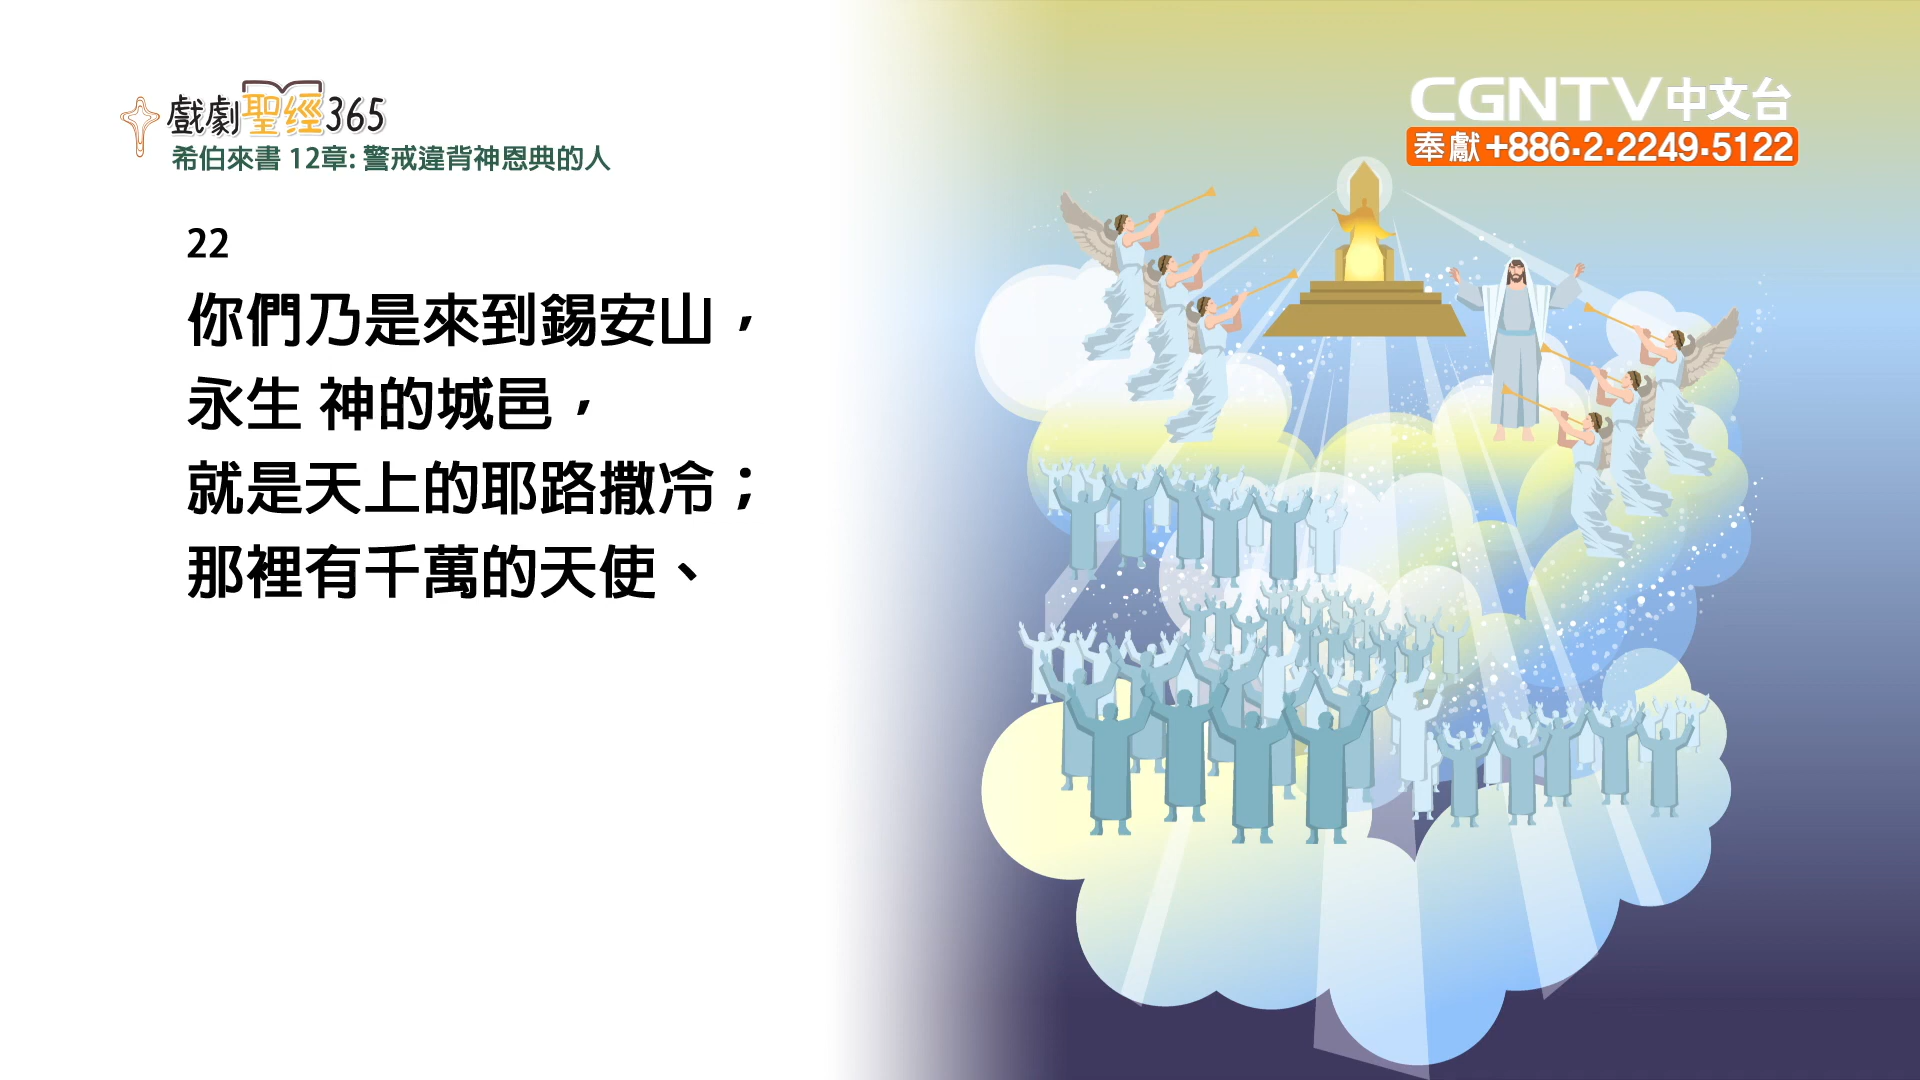 戲劇聖經365
希伯來書 12章: 警戒違背神恩典的人
CGNTV中文台
奉獻 +886·2·2249·5122
22
你們乃是來到錫安山，
永生 神的城邑，
就是天上的耶路撒冷；
那裡有千萬的天使、